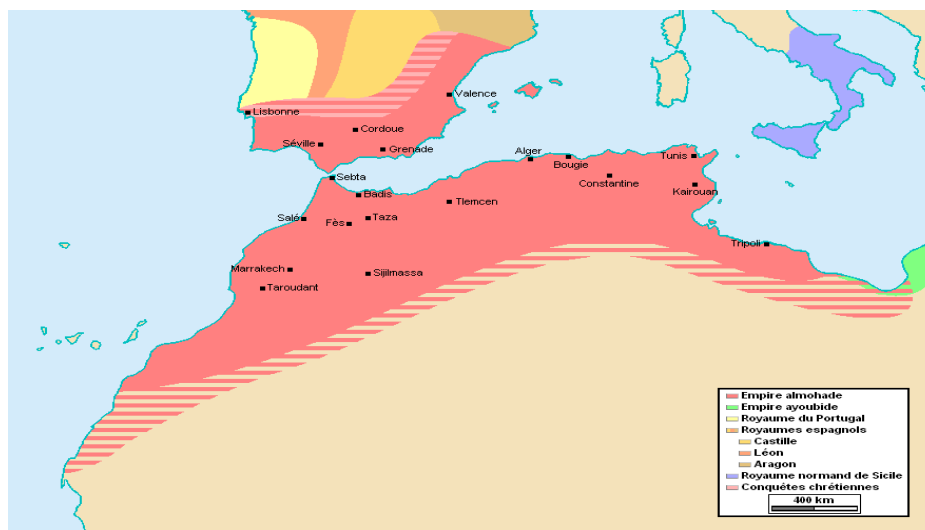 Valence
Lisbonne
Cordoue
Séville
Grenade
Alger
Bougie
Tunis
Constantine
Kairouan
Sebta
Badis
Tlemcen
Salé
Fès
Taza
Tripoli
Marrakech
Sijilmassa
Taroudant
Empire almohade
Empire ayoubide
Royaume du Portugal
Royaumes espagnols
Castille
Léon
Aragon
Royaume normand de Sicile
Conquêtes chrétiennes
400 km